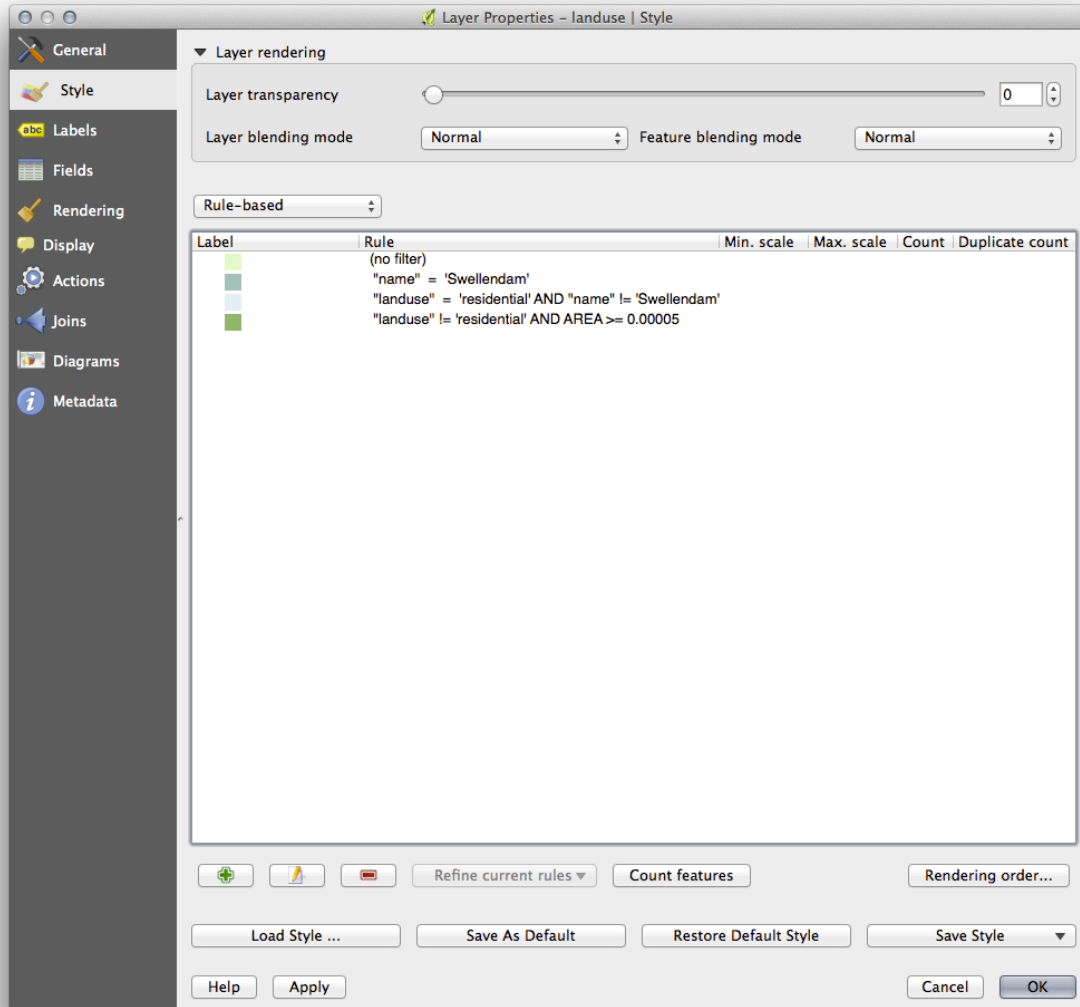 Layer Properties – landuse | Style
General
Style
abc Labels
Fields
Rendering
Display
Actions
Joins
Diagrams
i Metadata
Layer rendering
Layer transparency 0
Layer blending mode Normal Feature blending mode Normal
Rule-based
Label Rule Min. scale Max. scale Count Duplicate count
(no filter)
"name" = 'Swellendam'
"landuse" = 'residential' AND "name" != 'Swellendam'
"landuse" != 'residential' AND AREA >= 0.00005
Refine current rules Count features Rendering order...
Load Style ... Save As Default Restore Default Style Save Style
Help Apply Cancel OK